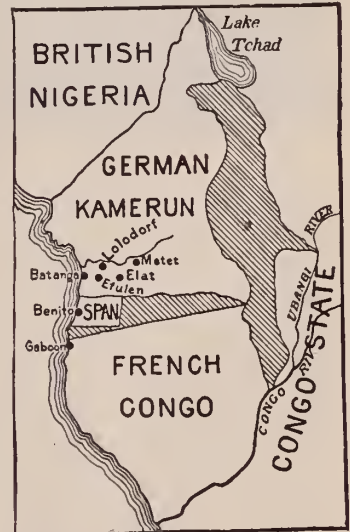 Lake
Tchad
BRITISH
NIGERIA
GERMAN
KAMERUN
Lolodorf
Metet
Batanga
Elat
Efulen
Benito
SPAN.
Gaboon
FRENCH
CONGO
UBANGI
RIVER
CONGO RIV.
CONGO STATE